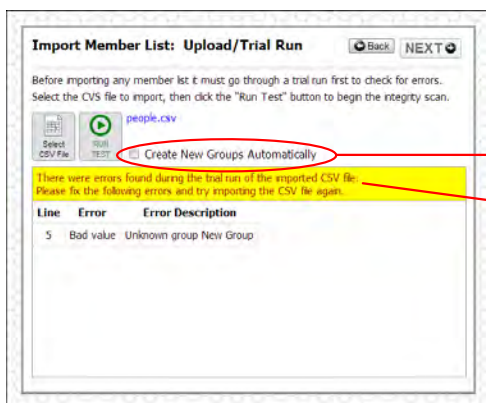 Import Member List: Upload/Trial Run
Back
NEXT
Before importing any member list it must go through a trial run first to check for errors.
Select the CVS file to import, then click the "Run Test" button to begin the integrity scan.
people.csv
Select
CSV File
RUN
TEST
Create New Groups Automatically
There were errors found during the trial run of the imported CSV file.
Please fix the following errors and try importing the CSV file again.
Line Error Error Description
5 Bad value Unknown group New Group